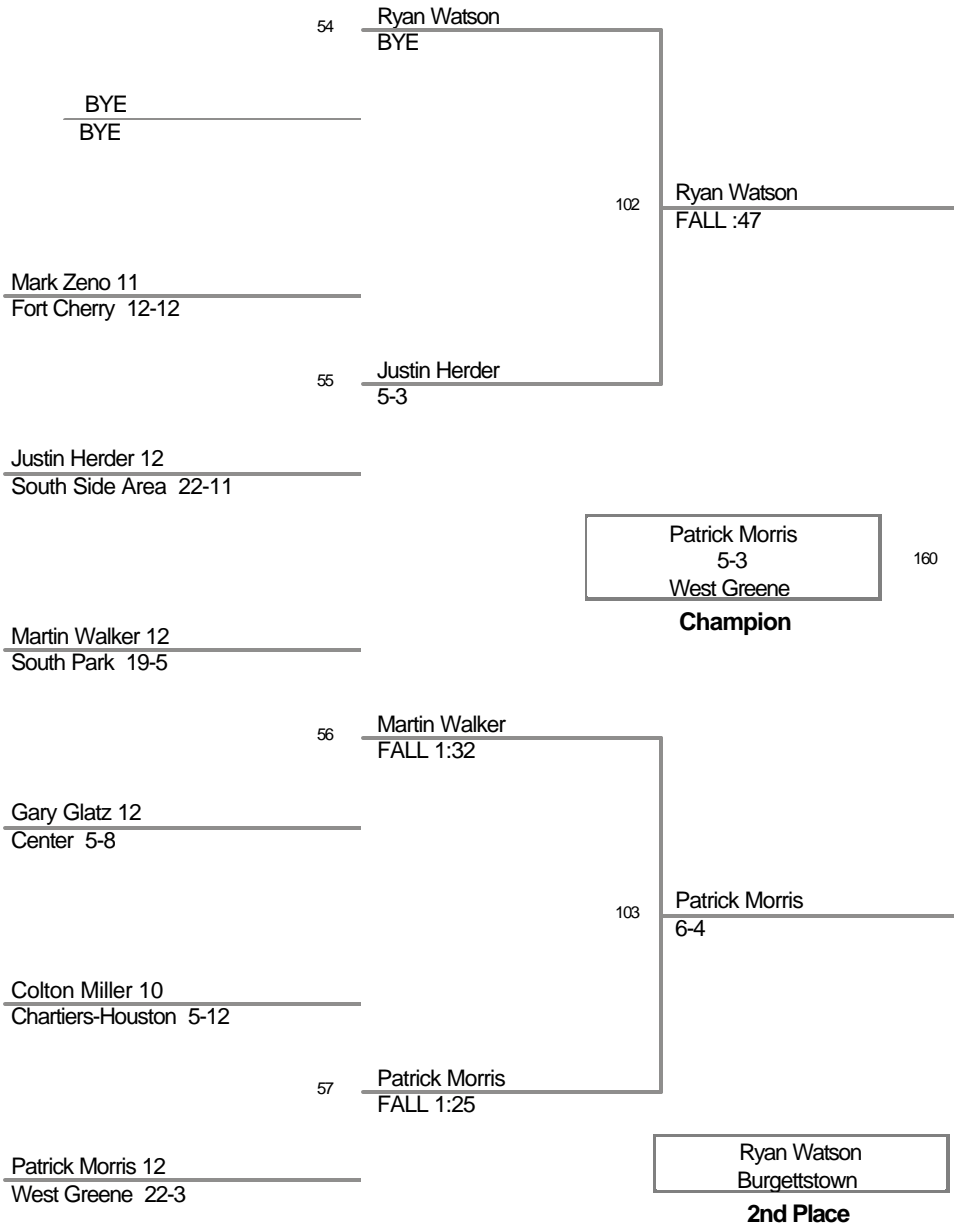 54
Ryan Watson
BYE
BYE
BYE
102
Ryan Watson
FALL :47
Mark Zeno 11
Fort Cherry 12-12
55
Justin Herder
5-3
Justin Herder 12
South Side Area 22-11
Patrick Morris
5-3
West Greene
160
Champion
Martin Walker 12
South Park 19-5
56
Martin Walker
FALL 1:32
Gary Glatz 12
Center 5-8
103
Patrick Morris
6-4
Colton Miller 10
Chartiers-Houston 5-12
57
Patrick Morris
FALL 1:25
Patrick Morris 12
West Greene 22-3
Ryan Watson
Burgettstown
2nd Place